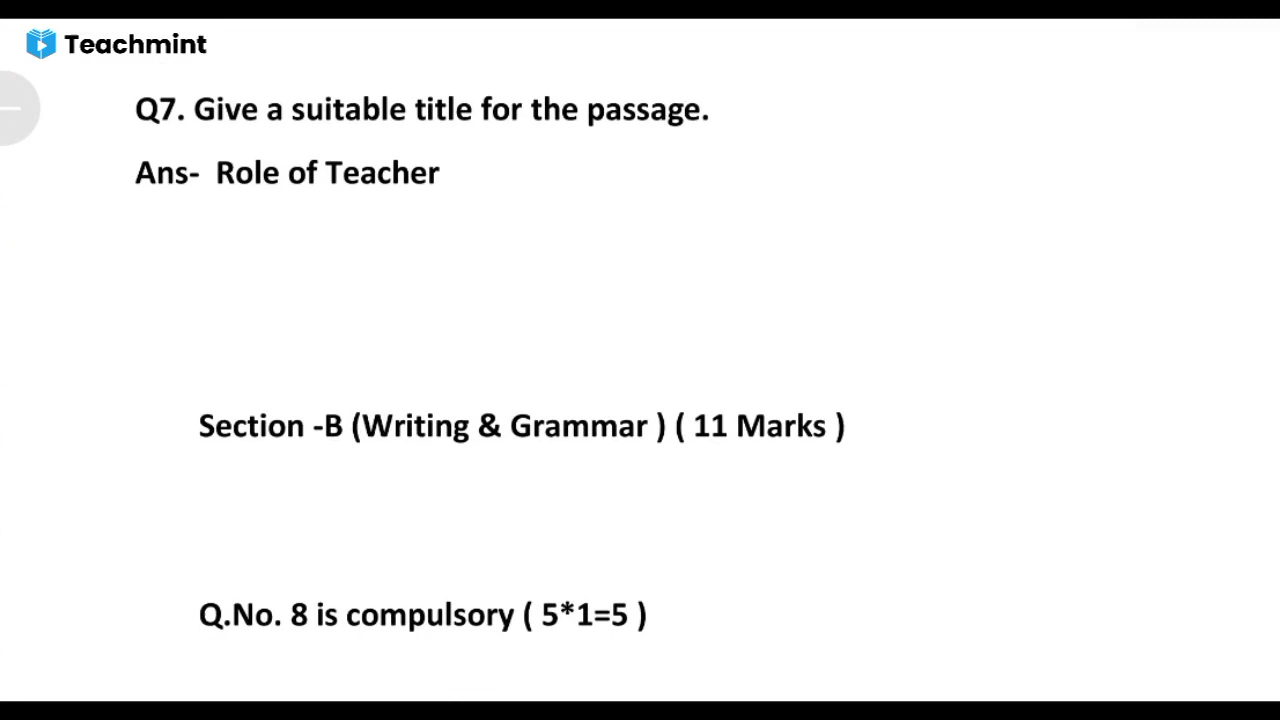 Teachmint
Q7. Give a suitable title for the passage.
Ans- Role of Teacher
Section -B (Writing & Grammar ) ( 11 Marks )
Q.No. 8 is compulsory ( 5*1=5 )